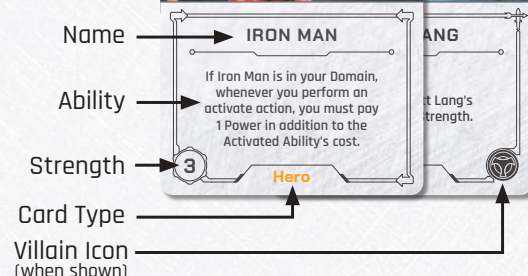 Name
IRON MAN
ANG
Ability
If Iron Man is in your Domain,
whenever you perform an
activate action, you must pay
1 Power in addition to the
Activated Ability's cost.
t Lang's
trength.
Strength
3
Hero
Card Type
Villain Icon
(when shown)